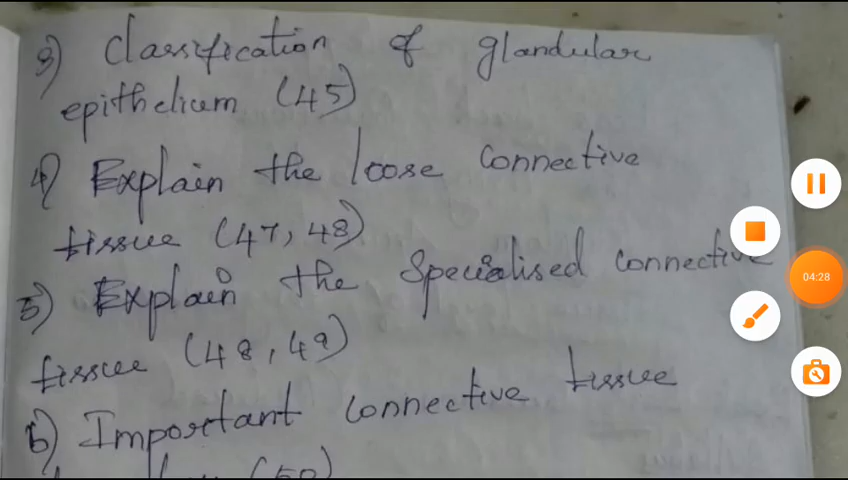 3) Classification of glandular
epithelium (45)
4) Explain the loose connective
tissue (47, 48)
5) Explain the Specialised connective
tissue (48, 49)
6) Important connective tissue
(50)
04:28